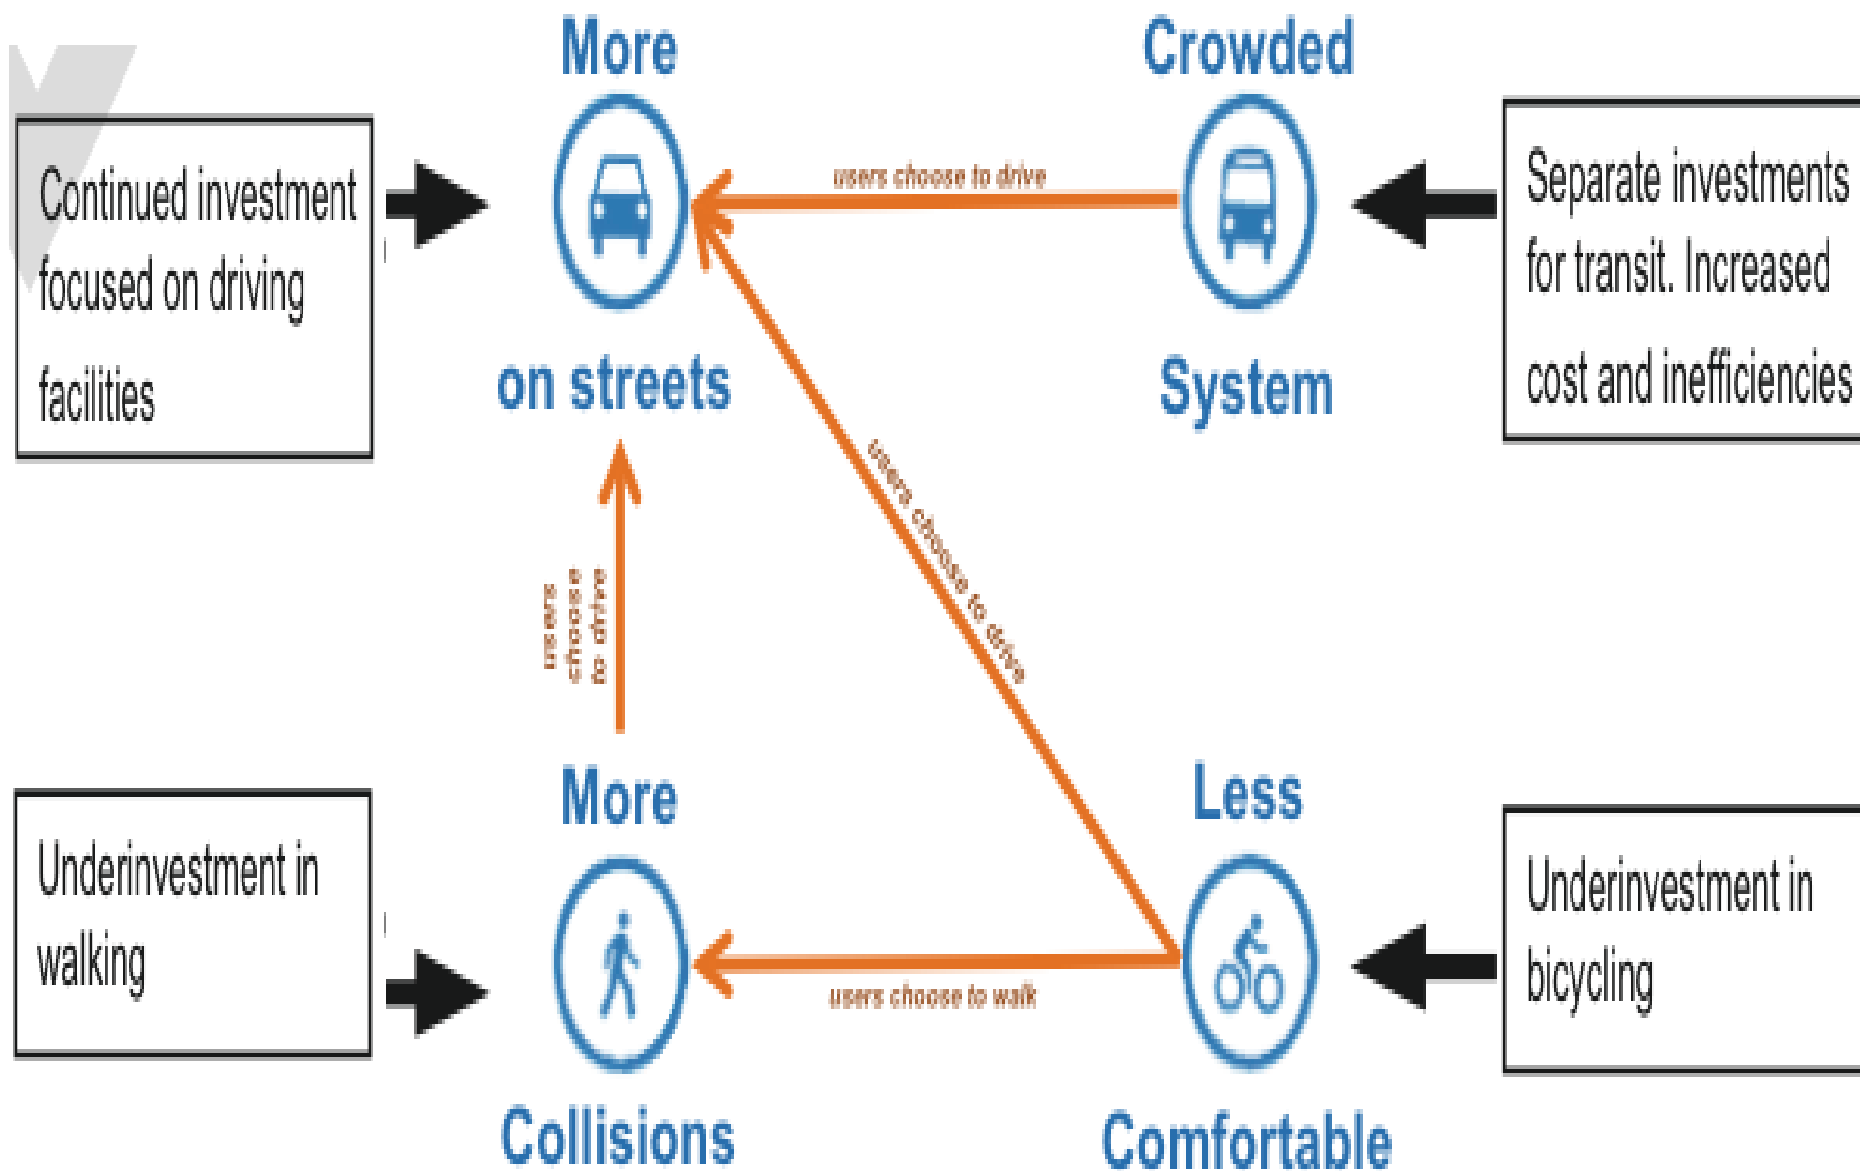 More
Crowded
Continued investment
focused on driving
facilities
users choose to drive
Separate investments
for transit. Increased
cost and inefficiencies
on streets
System
users choose to drive
users
choose
to drive
More
Less
Underinvestment in
walking
Underinvestment in
bicycling
users choose to walk
Collisions
Comfortable